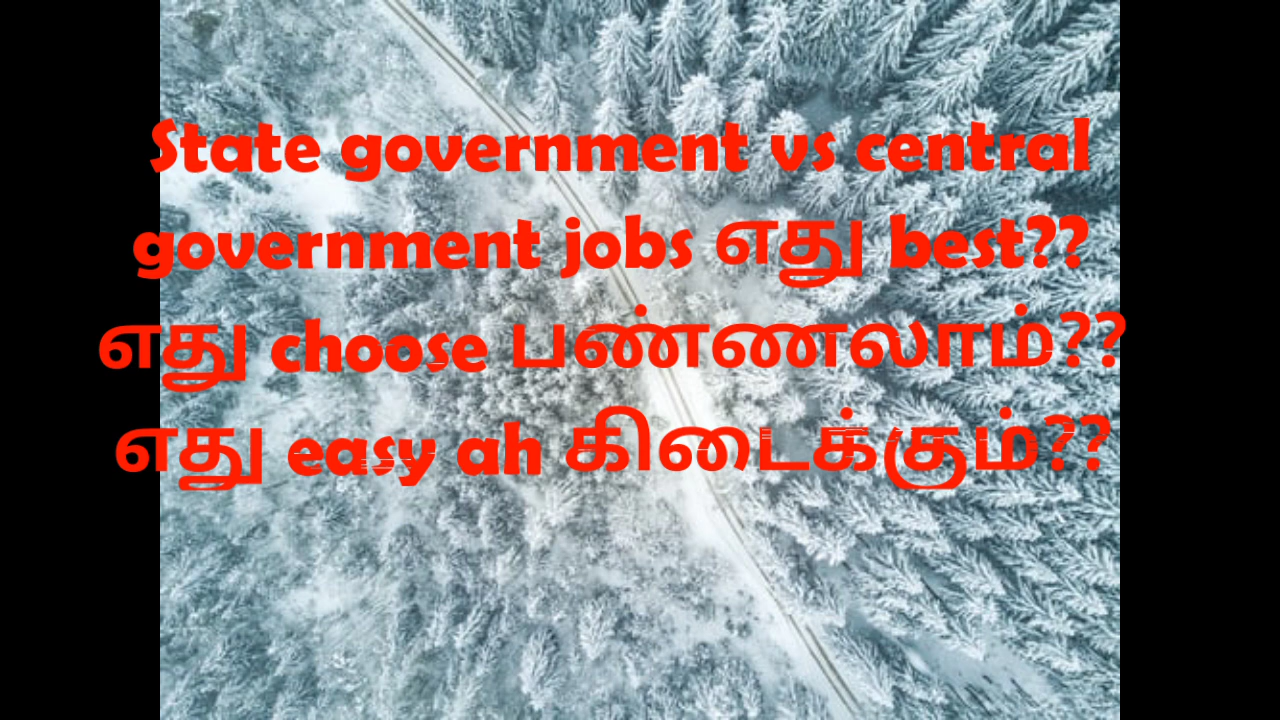 State government vs central
government jobs எது best??
எது choose பண்ணலாம்??
எது easy ah கிடைக்கும்??